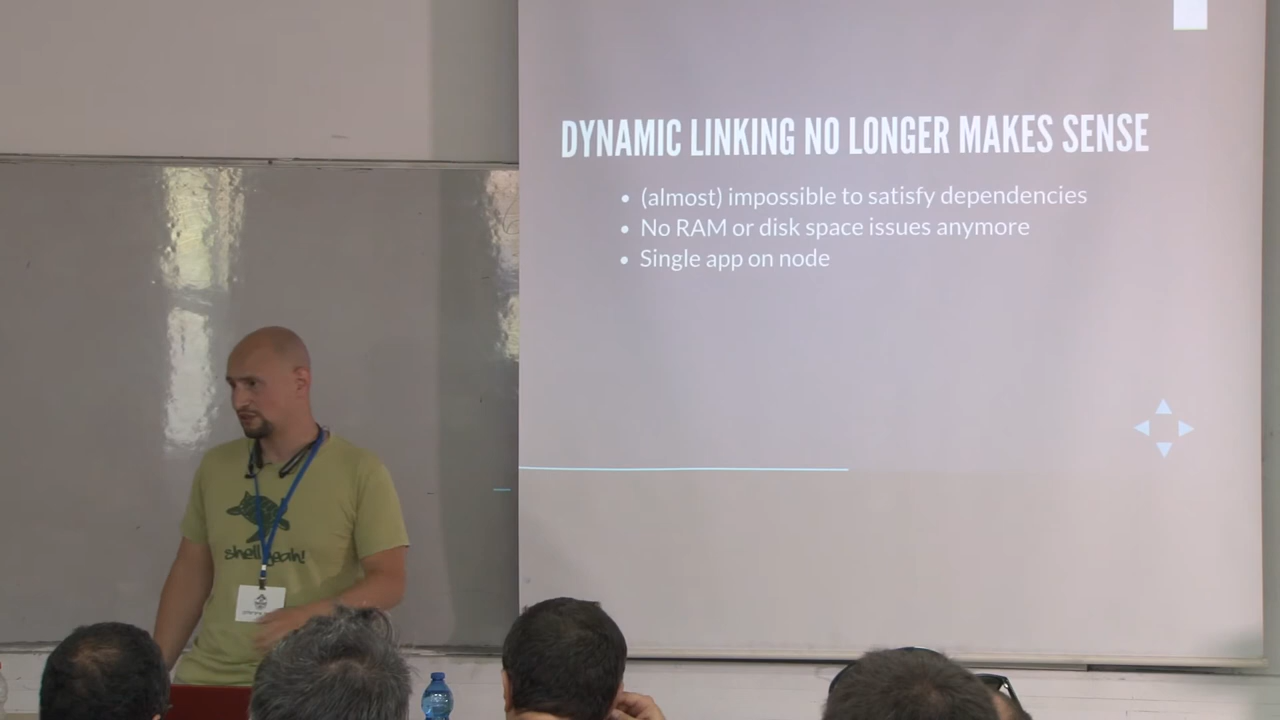 DYNAMIC LINKING NO LONGER MAKES SENSE
• (almost) impossible to satisfy dependencies
• No RAM or disk space issues anymore
• Single app on node
shell yeah!